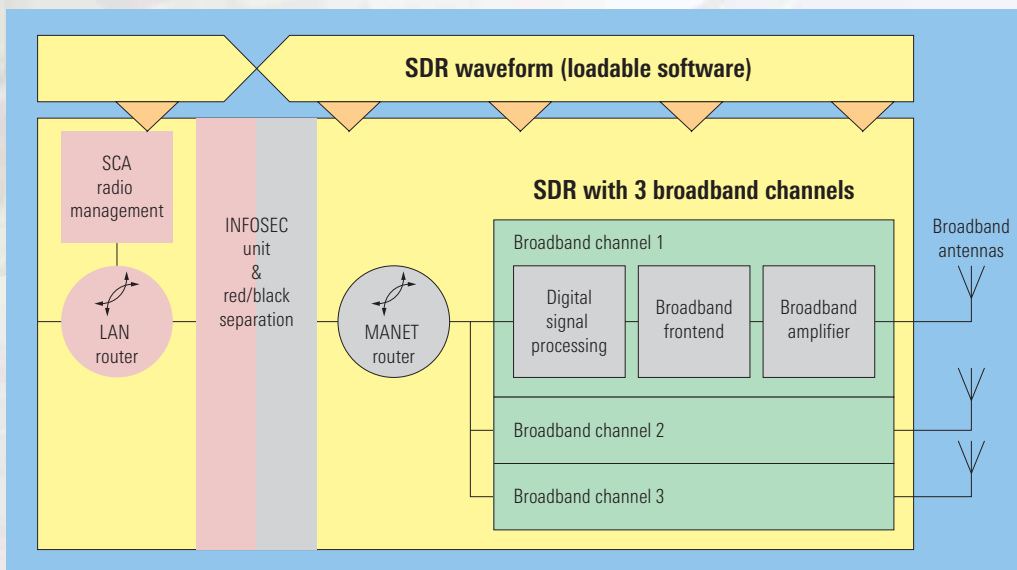 SDR waveform (loadable software)
SCA
radio
management
LAN
router
INFOSEC
unit
&
red/black
separation
MANET
router
SDR with 3 broadband channels
Broadband channel 1
Digital
signal
processing
Broadband
frontend
Broadband
amplifier
Broadband channel 2
Broadband channel 3
Broadband
antennas